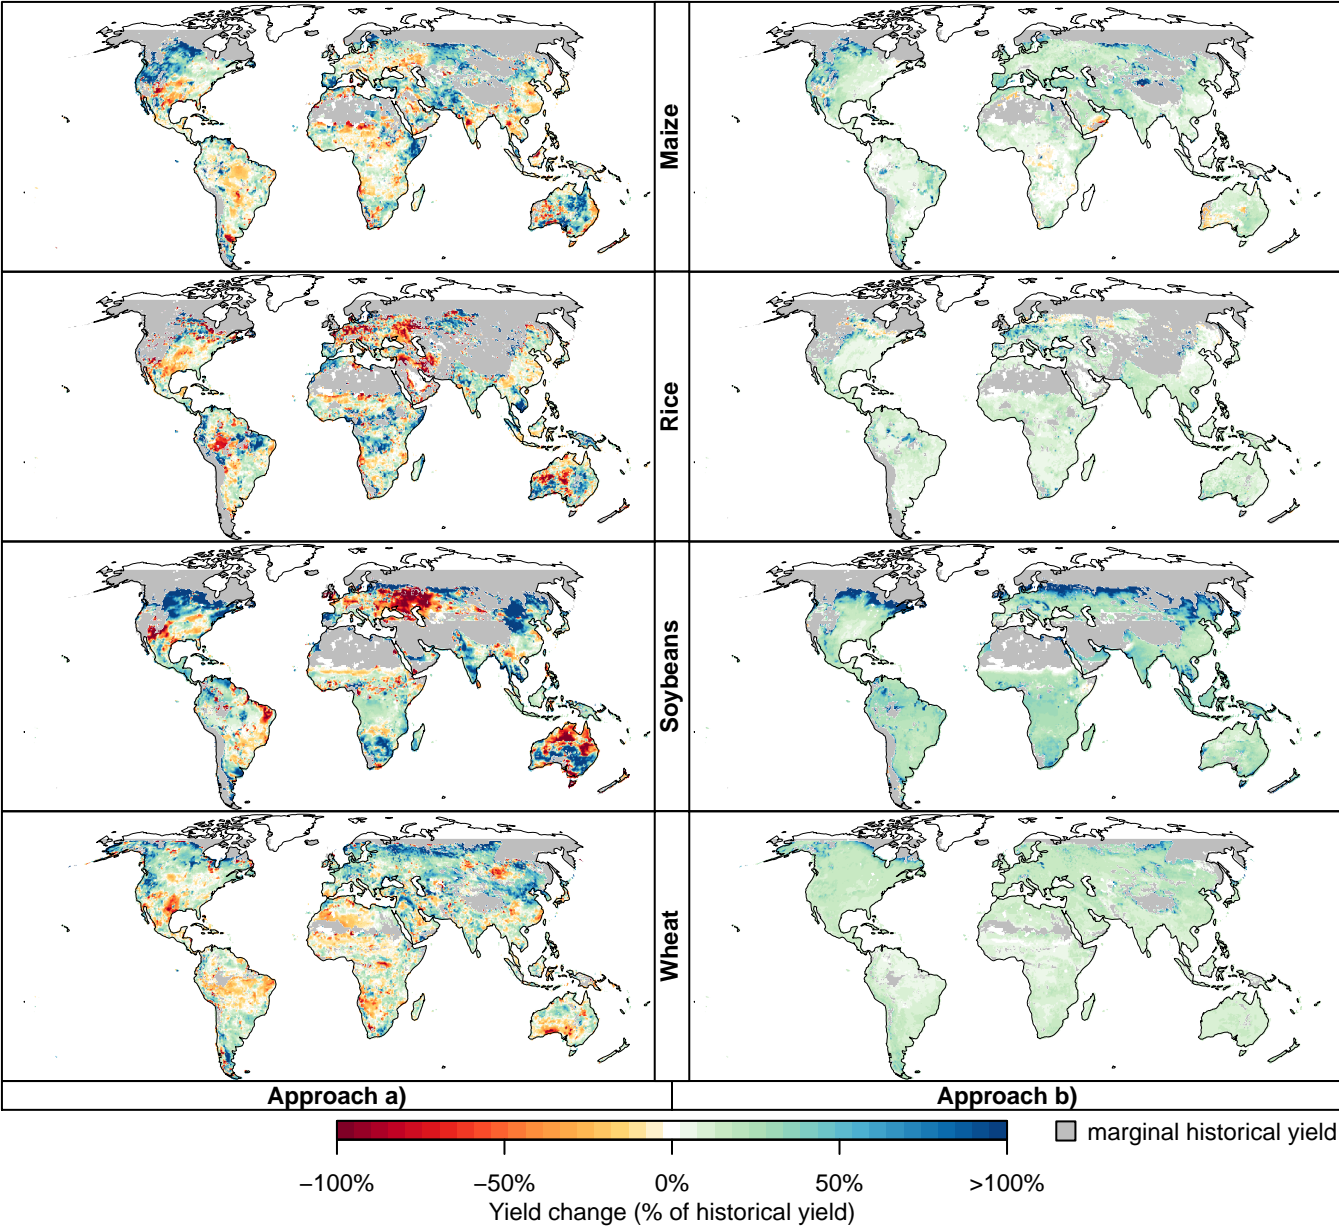 Maize
Rice
Soybeans
Wheat
Approach a)
Approach b)
−100%
−50%
0%
50%
>100%
marginal historical yield
Yield change (% of historical yield)